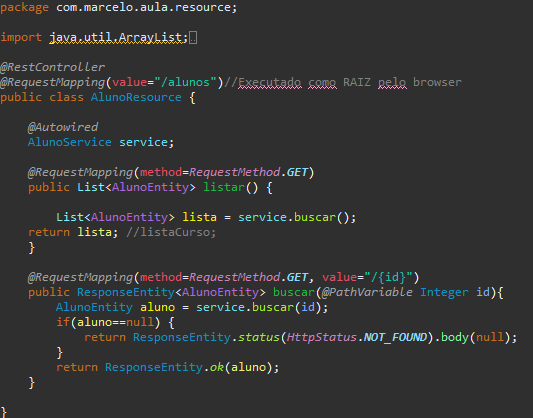 package com.marcelo.aula.resource;
import java.util.ArrayList;
@RestController
@RequestMapping(value="/alunos")//Executado como RAIZ pelo browser
public class AlunoResource {
@Autowired
AlunoService service;
@RequestMapping(method=RequestMethod.GET)
public List<AlunoEntity> listar() {
List<AlunoEntity> lista = service.buscar();
return lista; //listaCurso;
}
@RequestMapping(method=RequestMethod.GET, value="/{id}")
public ResponseEntity<AlunoEntity> buscar(@PathVariable Integer id){
AlunoEntity aluno = service.buscar(id);
if(aluno==null) {
return ResponseEntity.status(HttpStatus.NOT_FOUND).body(null);
}
return ResponseEntity.ok(aluno);
}
}